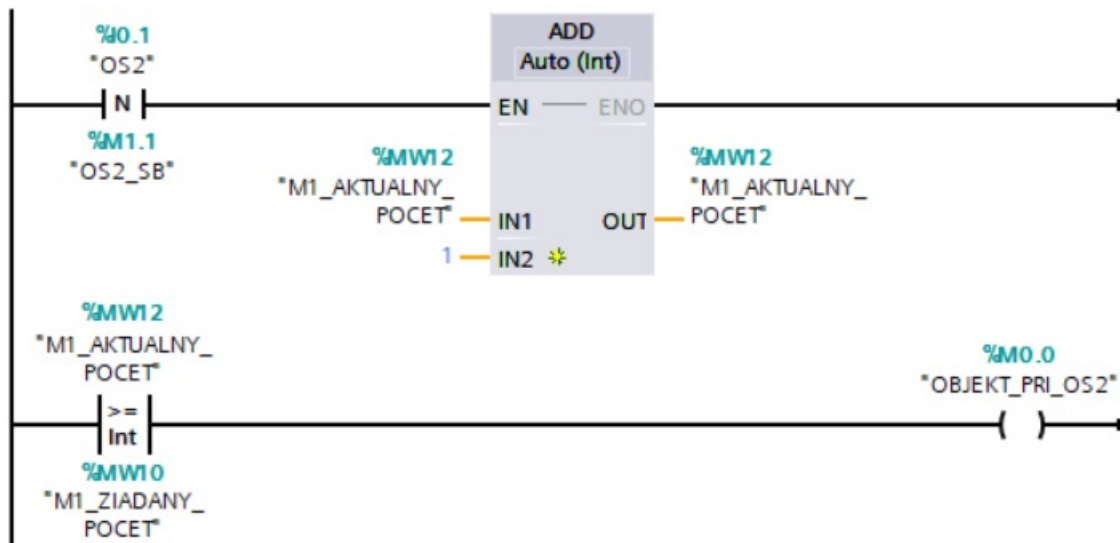 %I0.1
"OS2"
N
%M1.1
"OS2_SB"
ADD
Auto (Int)
EN
ENO
%MW12
"M1_AKTUALNY_
POCET"
IN1
1
IN2
OUT
%MW12
"M1_AKTUALNY_
POCET"
%MW12
"M1_AKTUALNY_
POCET"
>=
Int
%MW10
"M1_ZIADANY_
POCET"
%M0.0
"OBJEKT_PRI_OS2"